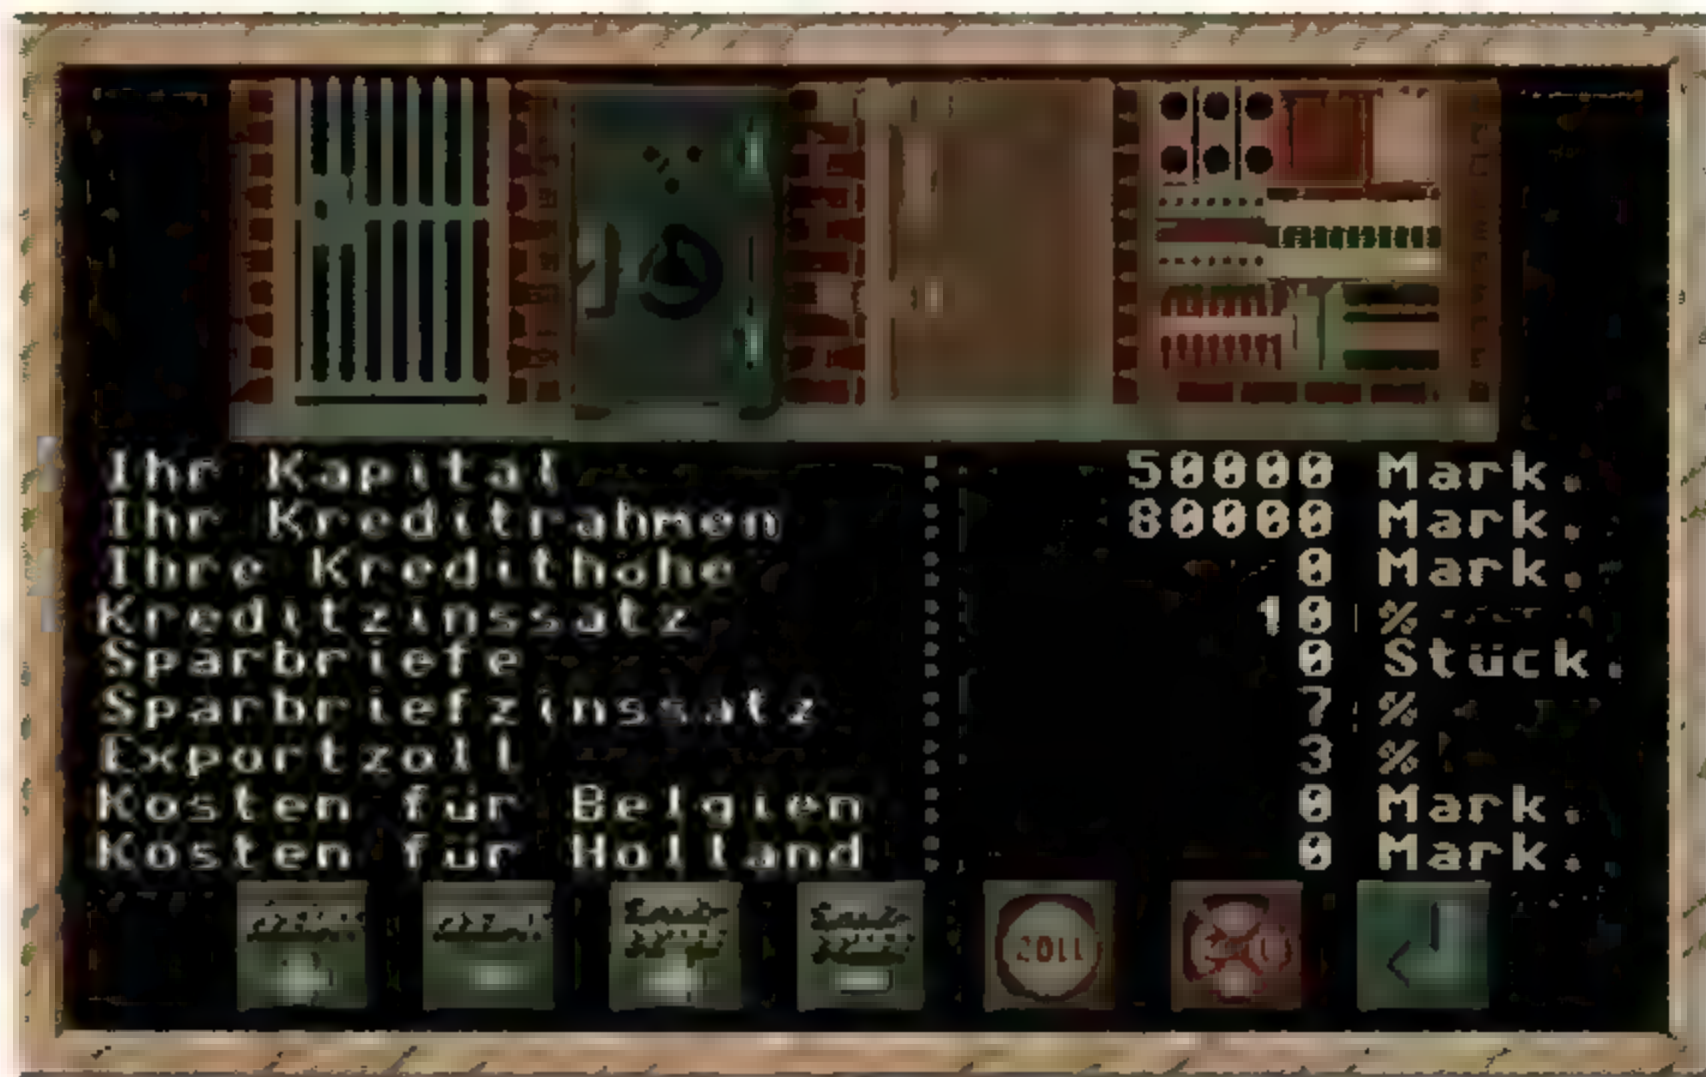 Ihr Kapital : 50000 Mark.
Ihr Kreditrahmen : 80000 Mark.
Ihre Kredithöhe : 0 Mark.
Kreditzinssatz : 10 %
Sparbriefe : 0 Stück.
Sparbriefzinssatz : 7 %
Exportzoll : 3 %
Kosten für Belgien : 0 Mark.
Kosten für Holland : 0 Mark.
ZOLL